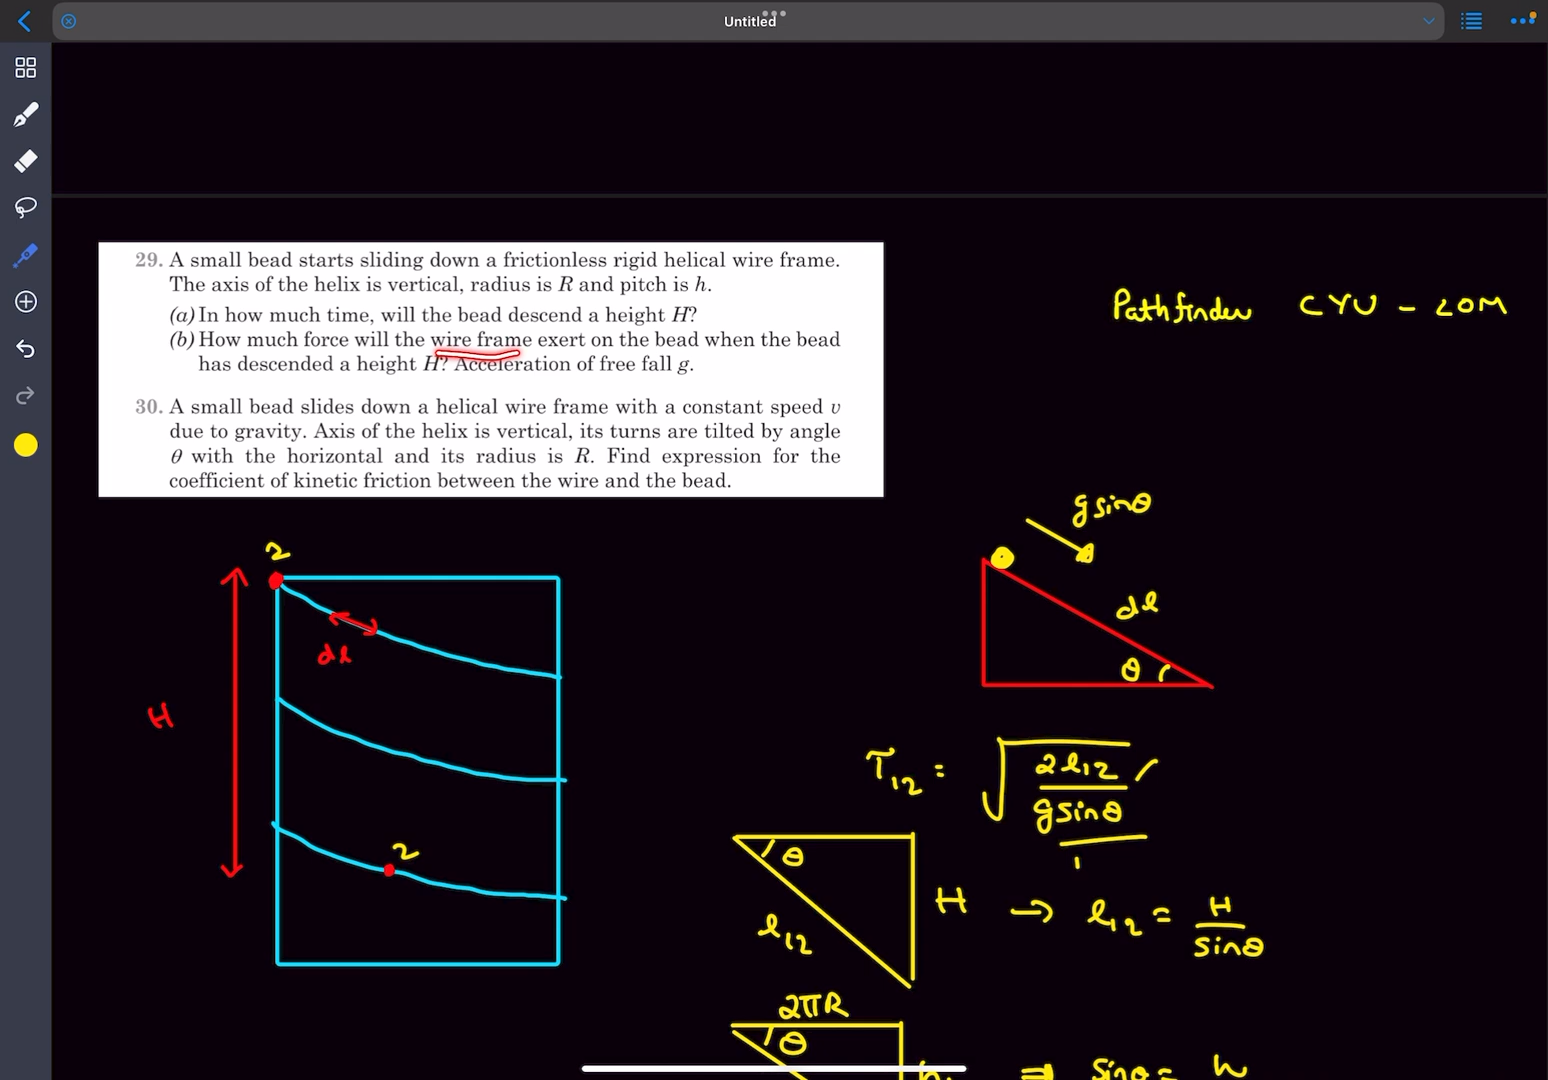 Untitled
29. A small bead starts sliding down a frictionless rigid helical wire frame.
The axis of the helix is vertical, radius is R and pitch is h.
(a) In how much time, will the bead descend a height H?
(b) How much force will the wire frame exert on the bead when the bead
has descended a height H? Acceleration of free fall g.
30. A small bead slides down a helical wire frame with a constant speed v
due to gravity. Axis of the helix is vertical, its turns are tilted by angle
θ with the horizontal and its radius is R. Find expression for the
coefficient of kinetic friction between the wire and the bead.
Pathfinder CYU - LOM
2
dl
H
2
g sinθ
dl
θ
T₁₂ = √(2l₁₂ / g sinθ)
θ
l₁₂
H → l₁₂ = H / sinθ
2πR
θ
⇒ sinθ = h